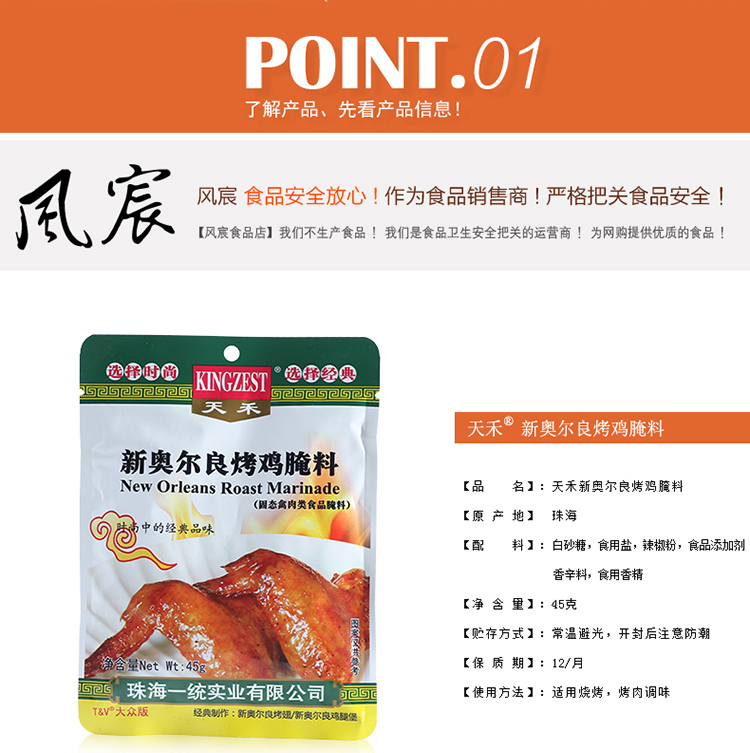 POINT.01
了解产品、先看产品信息！
风宸
风宸 食品安全放心！作为食品销售商！严格把关食品安全！
【风宸食品店】我们不生产食品！ 我们是食品卫生安全把关的运营商！ 为网购提供优质的食品！
选择时尚 KINGZEST® 选择经典
天禾
新奥尔良烤鸡腌料
New Orleans Roast Marinade
（固态禽肉类食品腌料）
时尚中的经典品味
图案仅供参考
净含量Net Wt:45g
珠海一统实业有限公司
T&V®大众版 经典制作：新奥尔良烤翅/新奥尔良鸡腿堡
天禾® 新奥尔良烤鸡腌料
【品 名】：天禾新奥尔良烤鸡腌料
【原 产 地】 珠海
【配 料】：白砂糖，食用盐，辣椒粉，食品添加剂
香辛料，食用香精
【净 含 量】：45克
【贮存方式】：常温避光，开封后注意防潮
【保 质 期】：12/月
【使用方法】：适用烧烤，烤肉调味